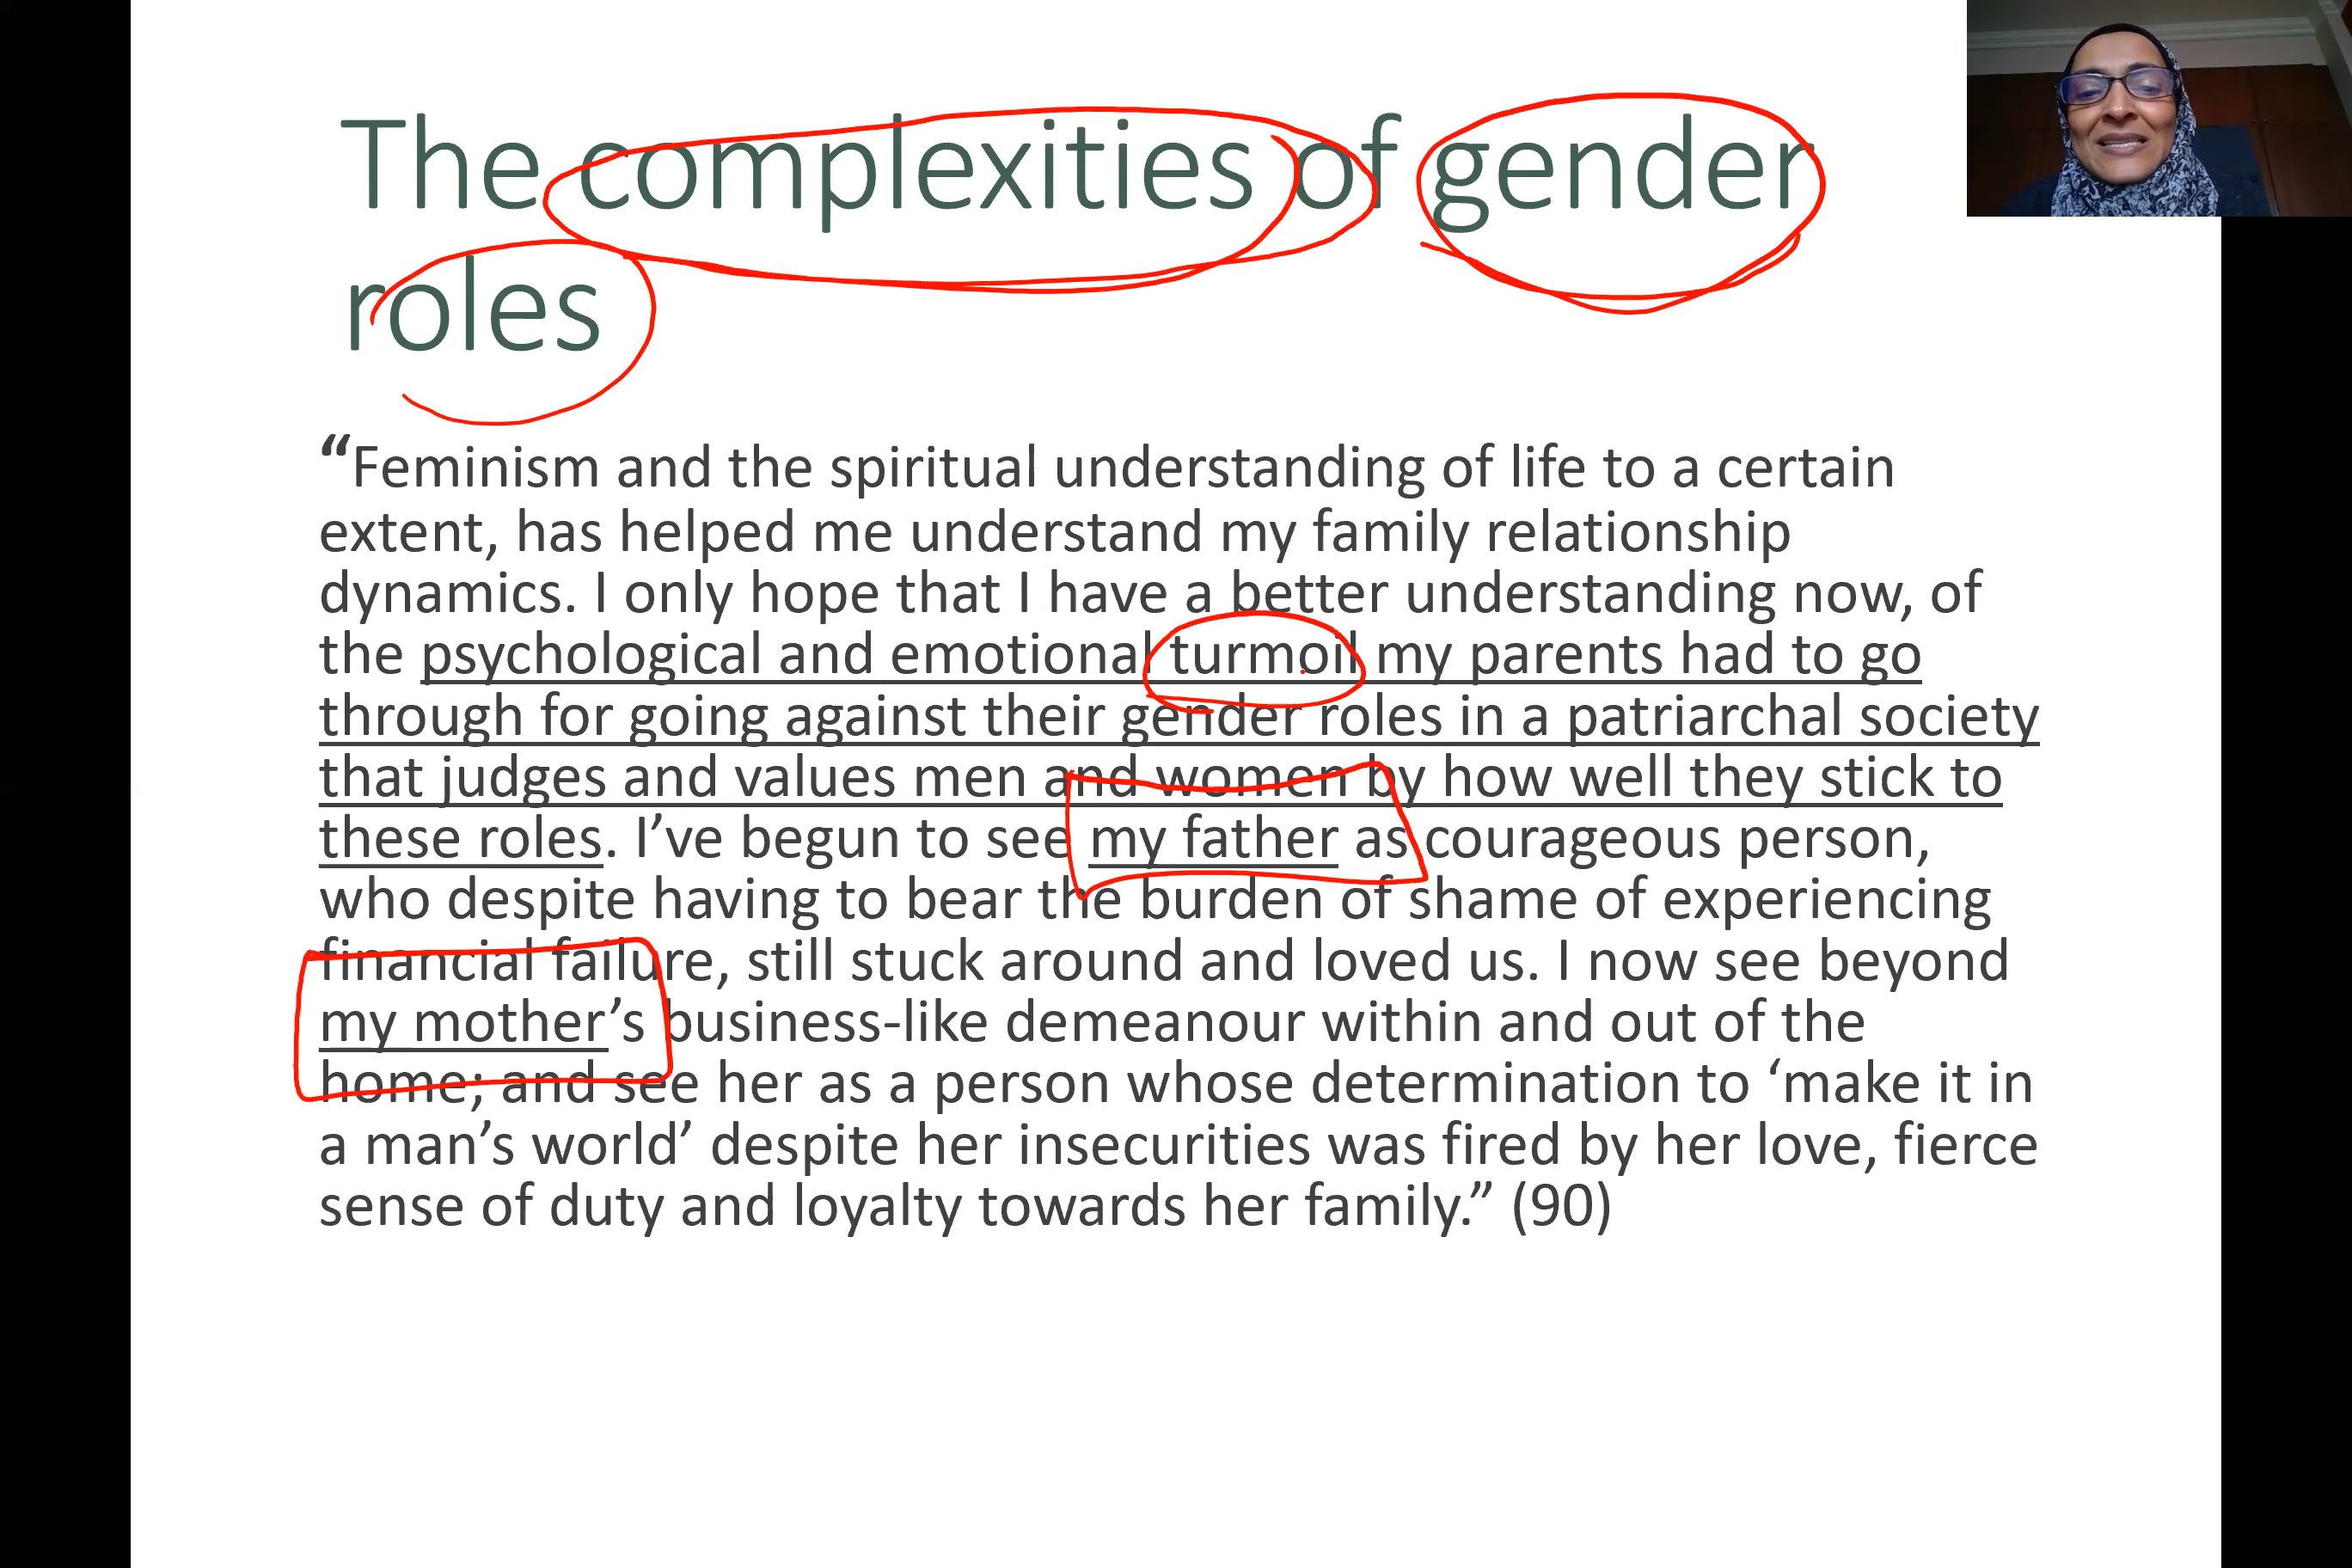 The complexities of gender
roles
“Feminism and the spiritual understanding of life to a certain
extent, has helped me understand my family relationship
dynamics. I only hope that I have a better understanding now, of
the psychological and emotional turmoil my parents had to go
through for going against their gender roles in a patriarchal society
that judges and values men and women by how well they stick to
these roles. I’ve begun to see my father as courageous person,
who despite having to bear the burden of shame of experiencing
financial failure, still stuck around and loved us. I now see beyond
my mother’s business-like demeanour within and out of the
home; and see her as a person whose determination to ‘make it in
a man’s world’ despite her insecurities was fired by her love, fierce
sense of duty and loyalty towards her family.” (90)